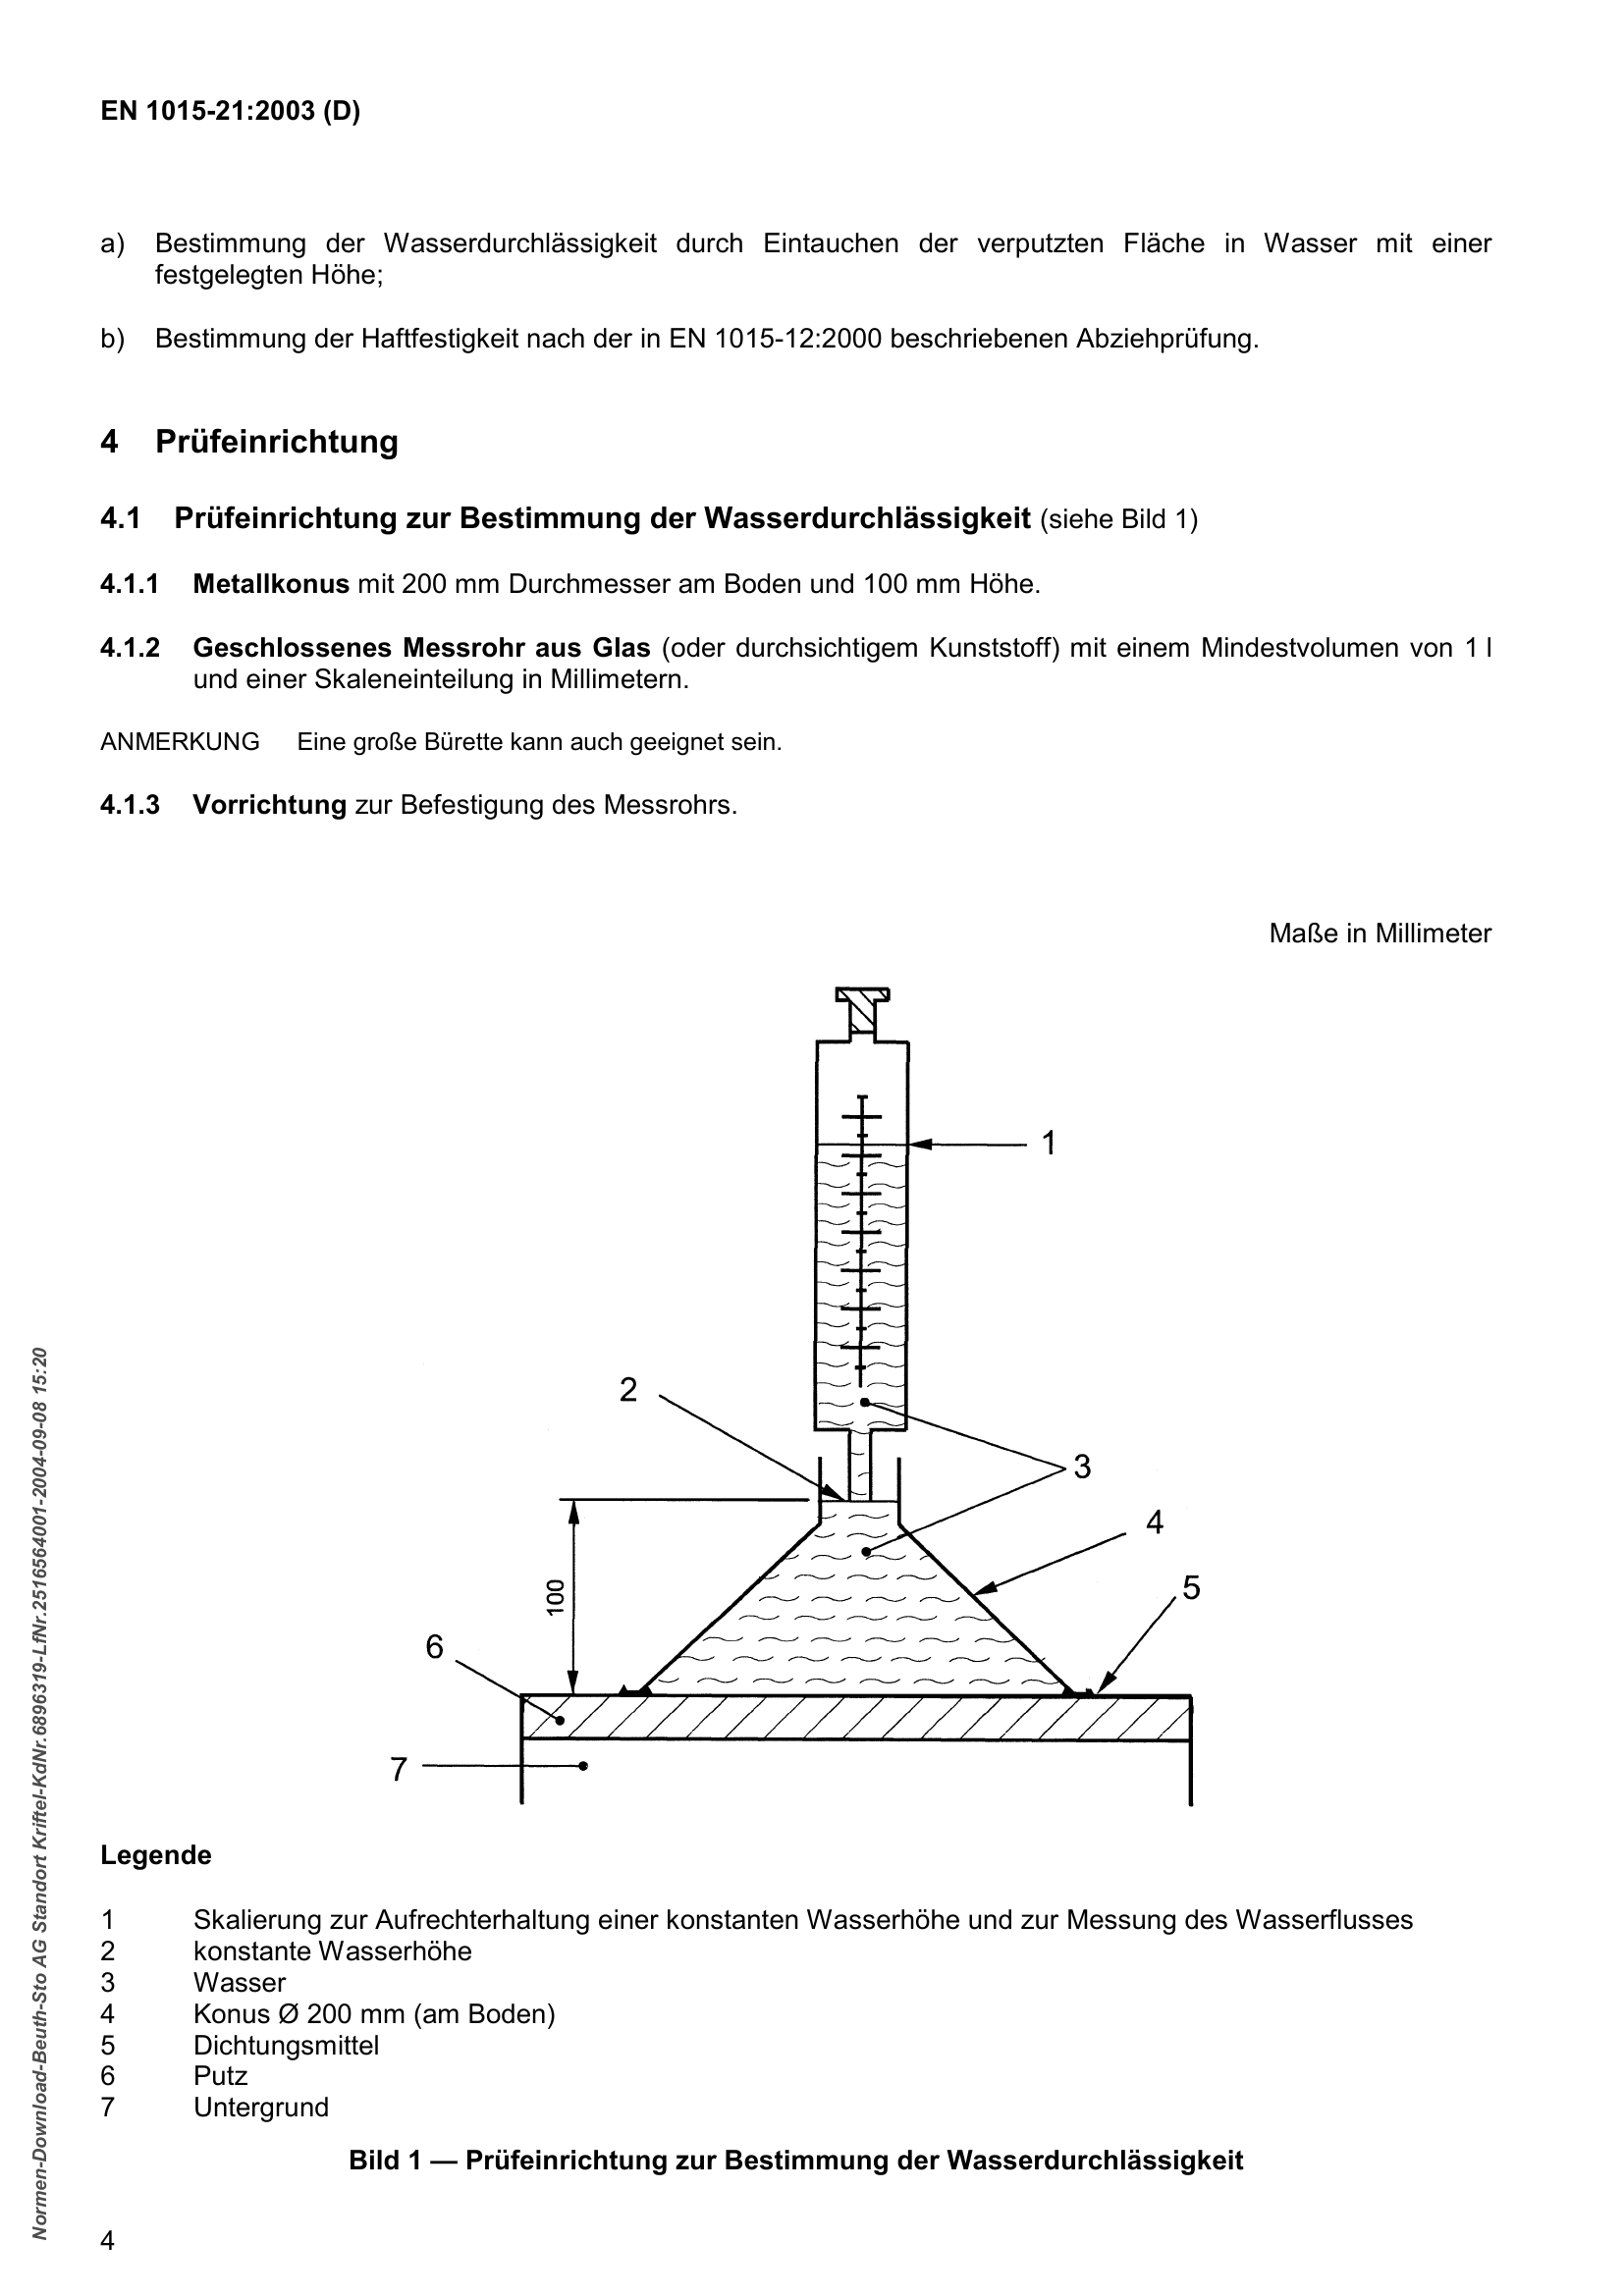 EN 1015-21:2003 (D)
a) Bestimmung der Wasserdurchlässigkeit durch Eintauchen der verputzten Fläche in Wasser mit einer
festgelegten Höhe;
b) Bestimmung der Haftfestigkeit nach der in EN 1015-12:2000 beschriebenen Abziehprüfung.
4 Prüfeinrichtung
4.1 Prüfeinrichtung zur Bestimmung der Wasserdurchlässigkeit (siehe Bild 1)
4.1.1 Metallkonus mit 200 mm Durchmesser am Boden und 100 mm Höhe.
4.1.2 Geschlossenes Messrohr aus Glas (oder durchsichtigem Kunststoff) mit einem Mindestvolumen von 1 l
und einer Skaleneinteilung in Millimetern.
ANMERKUNG Eine große Bürette kann auch geeignet sein.
4.1.3 Vorrichtung zur Befestigung des Messrohrs.
Maße in Millimeter
1
2
3
4
5
100
6
7
Legende
1 Skalierung zur Aufrechterhaltung einer konstanten Wasserhöhe und zur Messung des Wasserflusses
2 konstante Wasserhöhe
3 Wasser
4 Konus Ø 200 mm (am Boden)
5 Dichtungsmittel
6 Putz
7 Untergrund
Bild 1 — Prüfeinrichtung zur Bestimmung der Wasserdurchlässigkeit
4
Normen-Download-Beuth-Sto AG Standort Kriftel-KdNr.6896319-LfNr.2516564001-2004-09-08 15:20